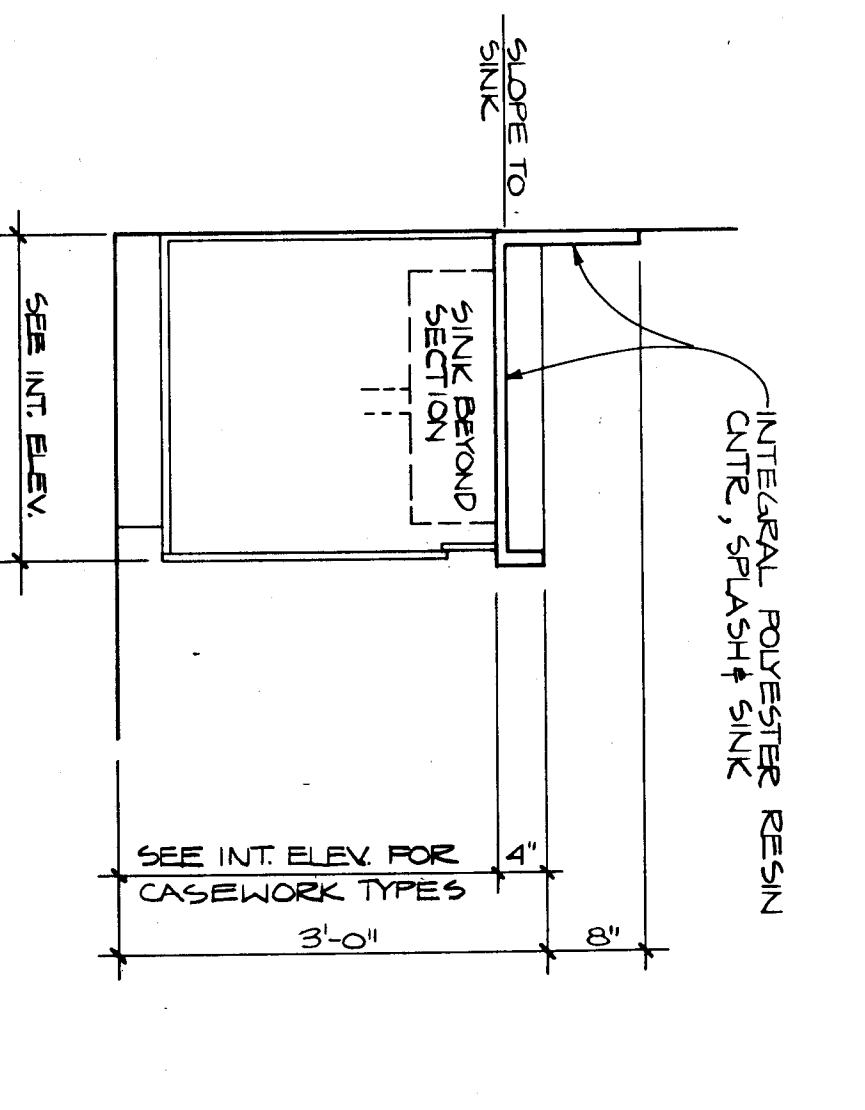 SLOPE TO
SINK
INTEGRAL POLYESTER RESIN
CNTR, SPLASH & SINK
SINK BEYOND
SECTION
SEE INT. ELEV.
SEE INT. ELEV. FOR
CASEWORK TYPES
4"
3'-0"
8"